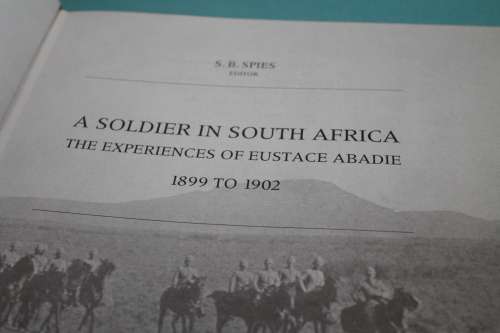 S. B. SPIES
EDITOR
A SOLDIER IN SOUTH AFRICA
THE EXPERIENCES OF EUSTACE ABADIE
1899 TO 1902